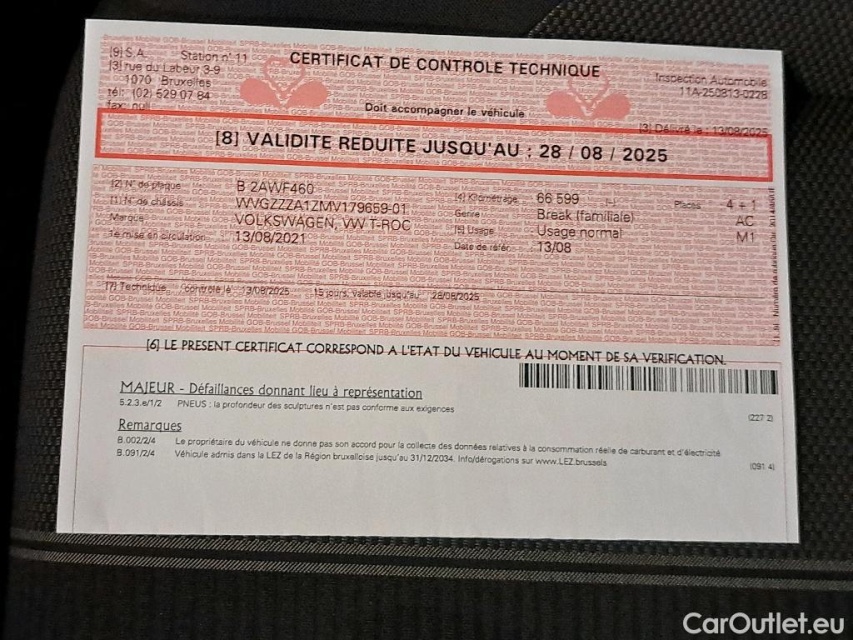 [9] S.A. Station n° 11
[3] rue du Labeur 3-9
1070 Bruxelles
tél: (02) 529 07 84
fax: null
CERTIFICAT DE CONTROLE TECHNIQUE
Doit accompagner le véhicule
Inspection Automobile
11A-250813-0228
[3] Délivré le : 13/08/2025
[8] VALIDITE REDUITE JUSQU'AU : 28 / 08 / 2025
[2] N° de plaque B 2AWF460
[1] N° de châssis WVGZZZA1ZMV179659-01
Marque VOLKSWAGEN, VW T-ROC
1e mise en circulation 13/08/2021
[4] Kilométrage 66 599 Places 4 + 1
Genre Break (familiale) AC
[5] Usage Usage normal M1
Date de référ. 13/08
[7] Technique contrôlé le 13/08/2025 15 jours, valable jusqu'au 28/08/2025
[6] LE PRESENT CERTIFICAT CORRESPOND A L'ETAT DU VEHICULE AU MOMENT DE SA VERIFICATION.
MAJEUR - Défaillances donnant lieu à représentation
5.2.3.e/1/2 PNEUS : la profondeur des sculptures n'est pas conforme aux exigences
(227 2)
Remarques
B.002/2/4 Le propriétaire du véhicule ne donne pas son accord pour la collecte des données relatives à la consommation réelle de carburant et d'électricité
B.091/2/4 Véhicule admis dans la LEZ de la Région bruxelloise jusqu'au 31/12/2034. Info/dérogations sur www.LEZ.brussels
(091 4)
CarOutlet.eu